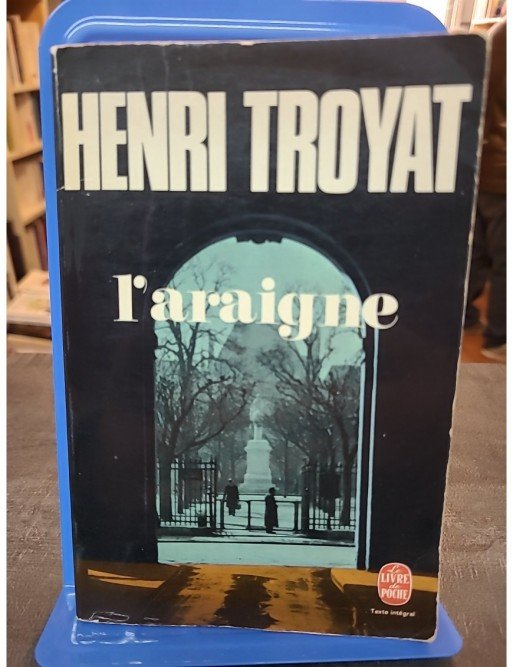 HENRI TROYAT
l'araigne
Le
LIVRE
de
POCHE
Texte intégral